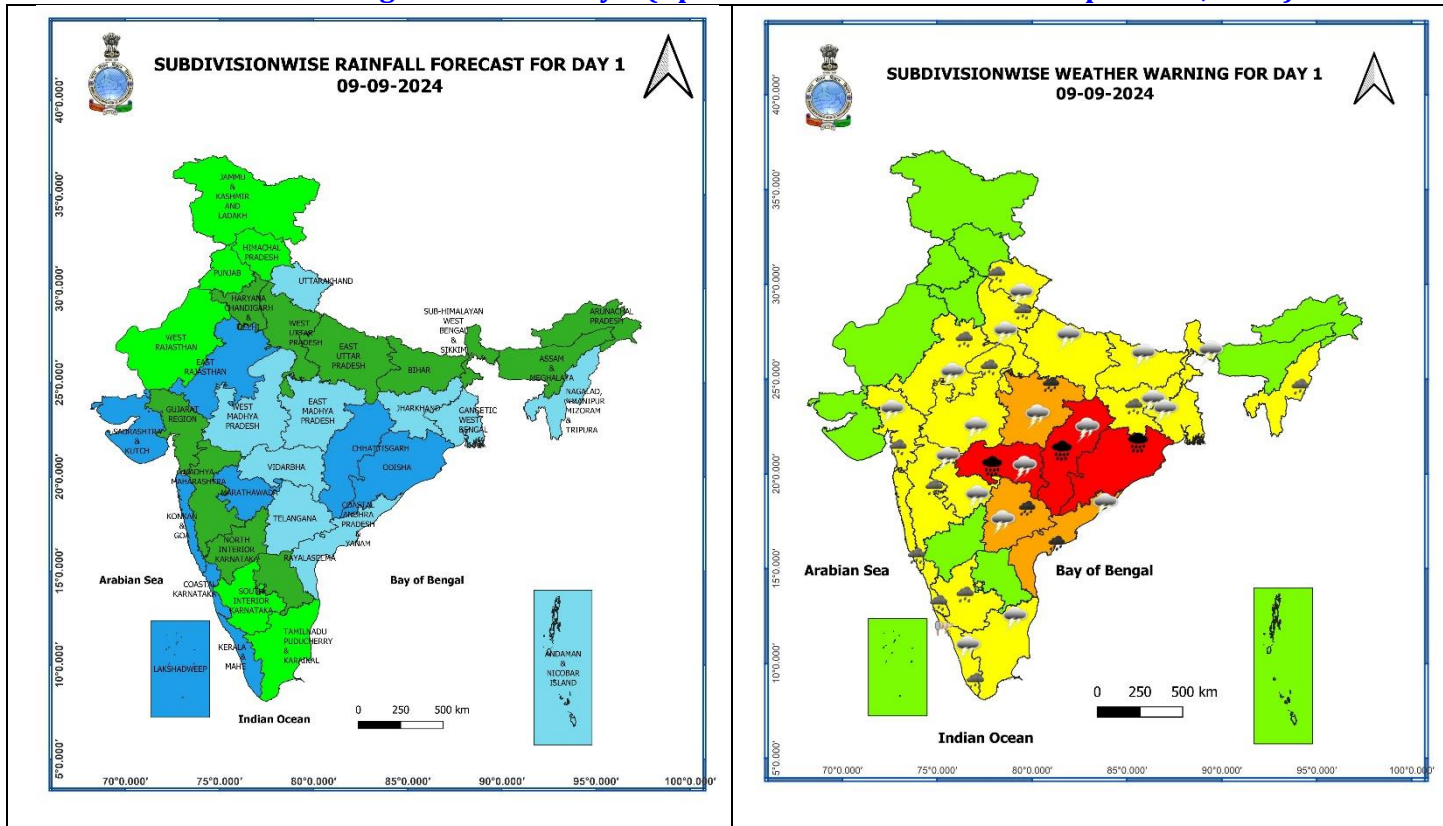 SUBDIVISIONWISE RAINFALL FORECAST FOR DAY 1
09-09-2024
40°0.000'
35°0.000'
30°0.000'
25°0.000'
20°0.000'
15°0.000'
10°0.000'
5°0.000'
JAMMU
&
KASHMIR
AND
LADAKH
HIMACHAL
PRADESH
PUNJAB
UTTARAKHAND
HARYANA
CHANDIGARH
&
DELHI
WEST
UTTAR
PRADESH
SUB-HIMALAYAN
WEST
BENGAL
&
SIKKIM
ARUNACHAL
PRADESH
WEST
RAJASTHAN
EAST
RAJASTHAN
EAST
UTTAR
PRADESH
BIHAR
ASSAM
&
MEGHALAYA
NAGALAD,
MANIPUR
MIZORAM
&
TRIPURA
GUJARAT
REGION
WEST
MADHYA
PRADESH
EAST
MADHYA
PRADESH
JHARKHAND
GANGETIC
WEST
BENGAL
SAURASHTRA
&
KUTCH
CHHATTISGARH
ODISHA
VIDARBHA
MADHYA
MAHARASHTRA
MARATHAWADA
KONKAN
&
GOA
TELANGANA
COASTAL
ANDHRA
PRADESH
&
YANAM
NORTH
INTERIOR
KARNATAKA
RAYALASEEMA
Arabian Sea
Bay of Bengal
COASTAL
KARNATAKA
SOUTH
INTERIOR
KARNATAKA
TAMILNADU
PUDUCHERRY
&
KARAIKAL
KERALA
&
MAHE
LAKSHADWEEP
ANDAMAN
&
NICOBAR
ISLAND
Indian Ocean
0 250 500 km
70°0.000' 75°0.000' 80°0.000' 85°0.000' 90°0.000' 95°0.000' 100°0.000'
SUBDIVISIONWISE WEATHER WARNING FOR DAY 1
09-09-2024
40°0.000'
35°0.000'
30°0.000'
25°0.000'
20°0.000'
15°0.000'
10°0.000'
5°0.000'
Arabian Sea
Bay of Bengal
Indian Ocean
0 250 500 km
70°0.000' 75°0.000' 80°0.000' 85°0.000' 90°0.000' 95°0.000' 100°0.000'